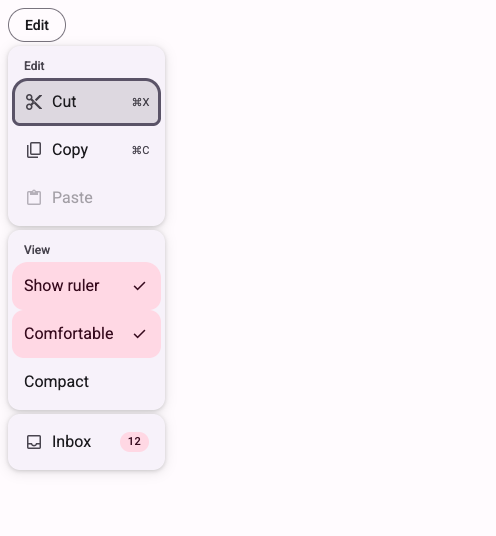 Edit
Edit
Cut ⌘X
Copy ⌘C
Paste
View
Show ruler
Comfortable
Compact
Inbox 12